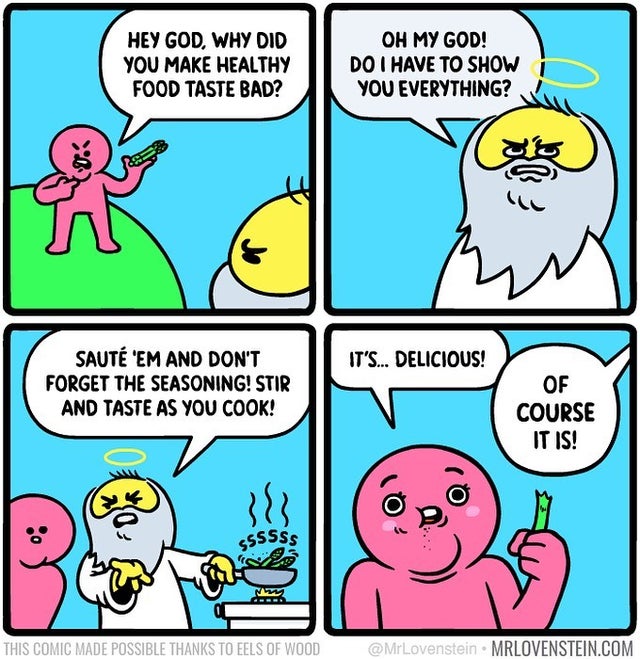 HEY GOD, WHY DID
YOU MAKE HEALTHY
FOOD TASTE BAD?
OH MY GOD!
DO I HAVE TO SHOW
YOU EVERYTHING?
SAUTÉ 'EM AND DON'T
FORGET THE SEASONING! STIR
AND TASTE AS YOU COOK!
SSSSSS
IT'S... DELICIOUS!
OF
COURSE
IT IS!
THIS COMIC MADE POSSIBLE THANKS TO EELS OF WOOD
@MrLovenstein • MRLOVENSTEIN.COM